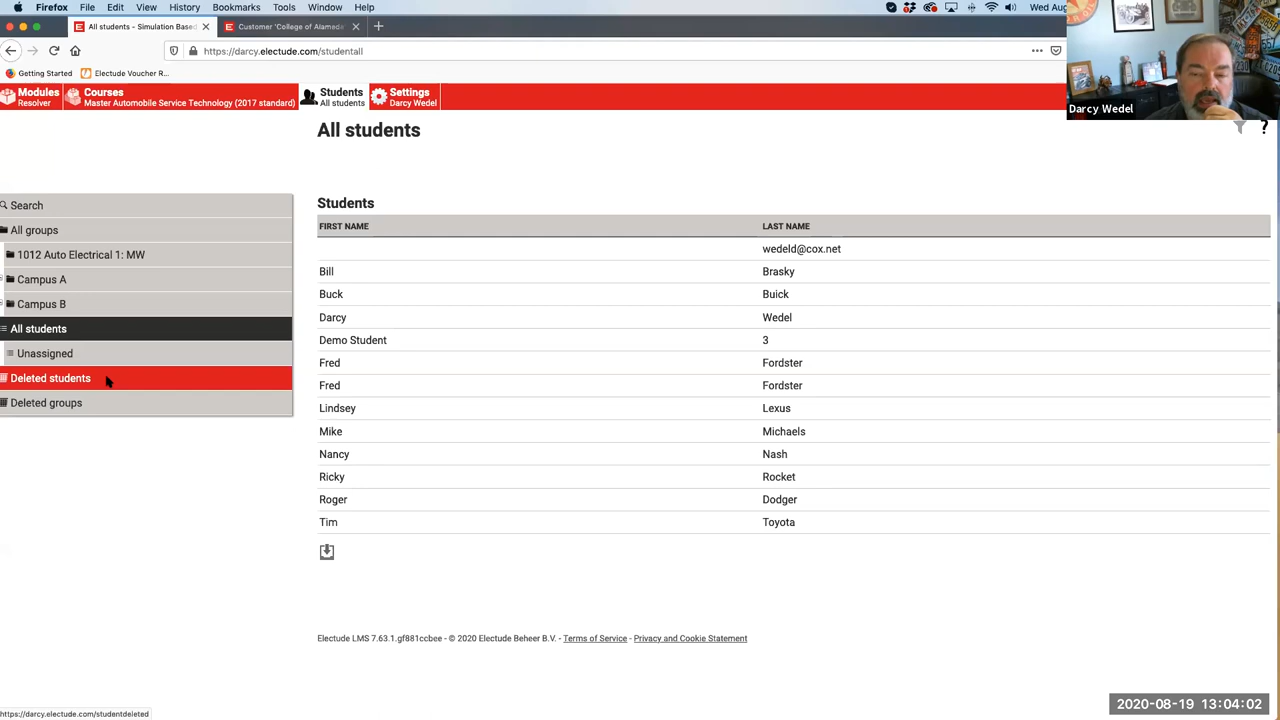 Firefox File Edit View History Bookmarks Tools Window Help Wed Aug
All students - Simulation Based
Customer 'College of Alameda'
https://darcy.electude.com/studentall
Getting Started Electude Voucher R...
Modules Resolver
Courses Master Automobile Service Technology (2017 standard)
Students All students
Settings Darcy Wedel
Darcy Wedel
All students
?
Search
All groups
1012 Auto Electrical 1: MW
Campus A
Campus B
All students
Unassigned
Deleted students
Deleted groups
Students
FIRST NAME LAST NAME
wedeld@cox.net
Bill Brasky
Buck Buick
Darcy Wedel
Demo Student 3
Fred Fordster
Fred Fordster
Lindsey Lexus
Mike Michaels
Nancy Nash
Ricky Rocket
Roger Dodger
Tim Toyota
Electude LMS 7.63.1.gf881ccbee - © 2020 Electude Beheer B.V. - Terms of Service - Privacy and Cookie Statement
2020-08-19 13:04:02
https://darcy.electude.com/studentdeleted